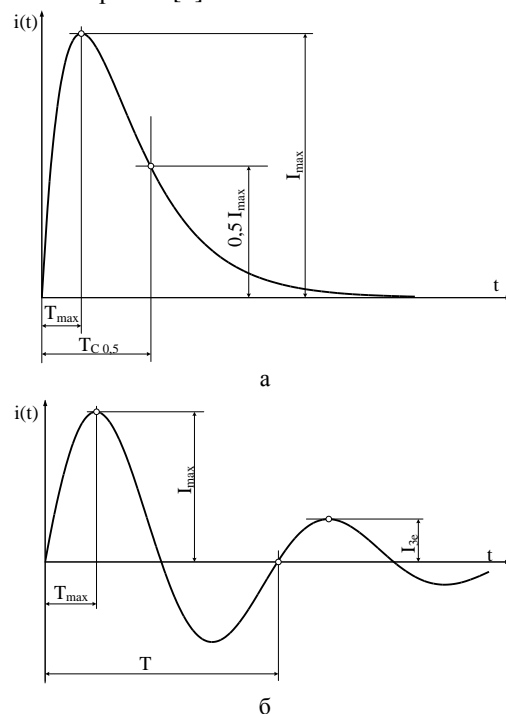 i(t)
I_max
0,5 I_max
t
T_max
T_C 0,5
а
i(t)
I_max
I_3e
t
T_max
T
б